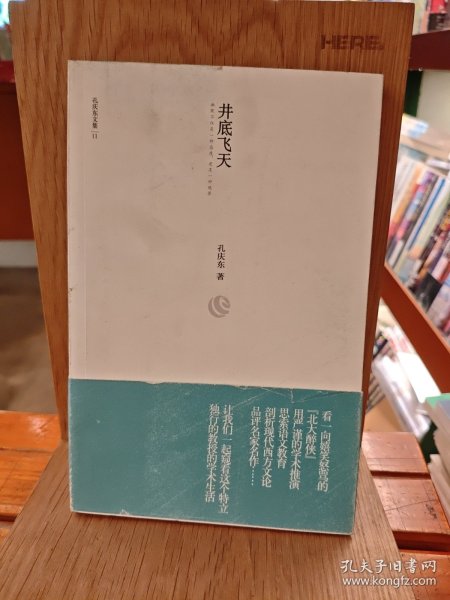 HERE.
孔庆东文集 11
井底飞天
孔庆东 著
看一向嬉笑怒骂的
“北大醉侠”
用严谨的学术推演
思索语文教育
剖析现代西方文论
品评名家名作……
让我们一起窥看这个特立
独行的教授的学术生活
孔夫子旧书网
www.kongfz.com